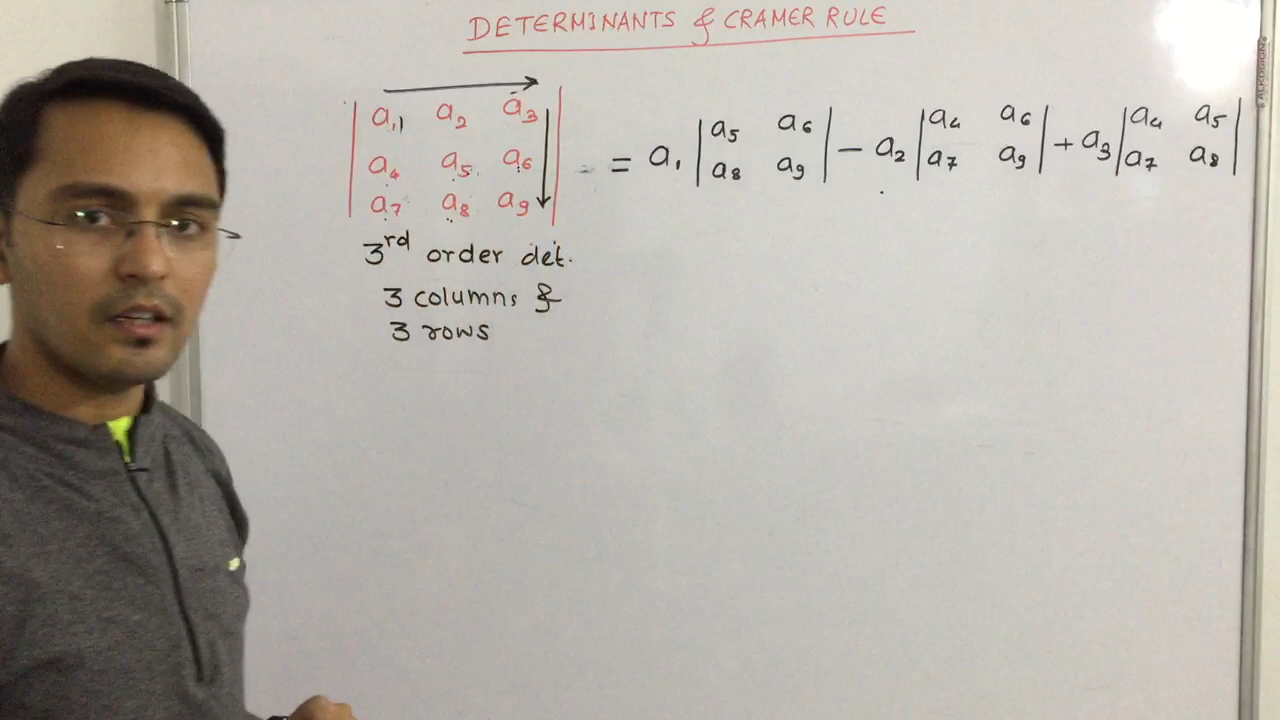 DETERMINANTS & CRAMER RULE
| a₁ a₂ a₃ |
| a₄ a₅ a₆ |
| a₇ a₈ a₉ |
= a₁ | a₅ a₆ | - a₂ | a₄ a₆ | + a₃ | a₄ a₅ |
| a₈ a₉ | | a₇ a₉ | | a₇ a₈ |
3rd order det.
3 columns &
3 rows
ALKOSIGN